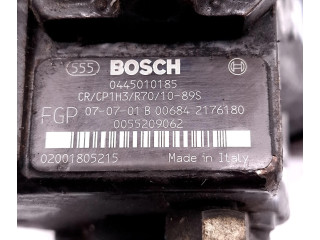 555 BOSCH
0445010185
CR/CP1H3/R70/10-89S
FGP 07-07-01 B 00684 2176180
0055209062
02001805215 Made in Italy